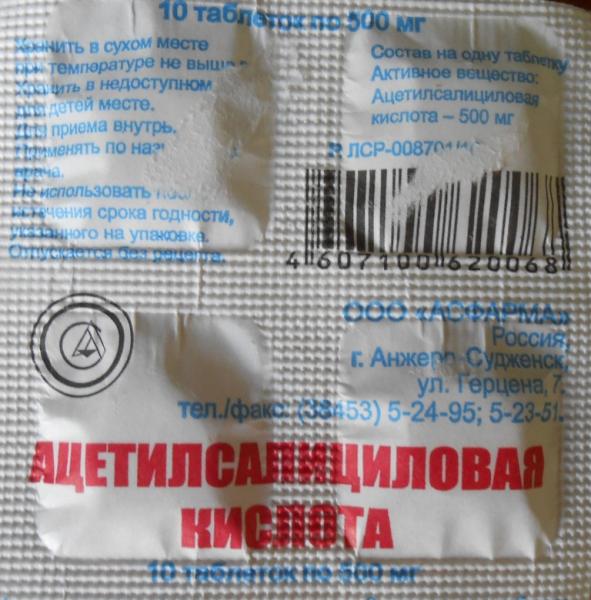 10 таблеток по 500 мг
Хранить в сухом месте
при температуре не выше
Хранить в недоступном
для детей месте.
Для приема внутрь.
Применять по
врача.
Не использовать
истечения срока годности,
указанного на упаковке.
Отпускается без рецепта.
Состав на одну таблетку
Активное вещество:
Ацетилсалициловая
кислота – 500 мг
ЛСР-008701/
4 607100 620068
ООО «АСФАРМА»
Россия,
г. Анжеро-Судженск,
ул. Герцена, 7,
тел./факс: (38453) 5-24-95; 5-23-51.
АЦЕТИЛСАЛИЦИЛОВАЯ
КИСЛОТА
10 таблеток по 500 мг